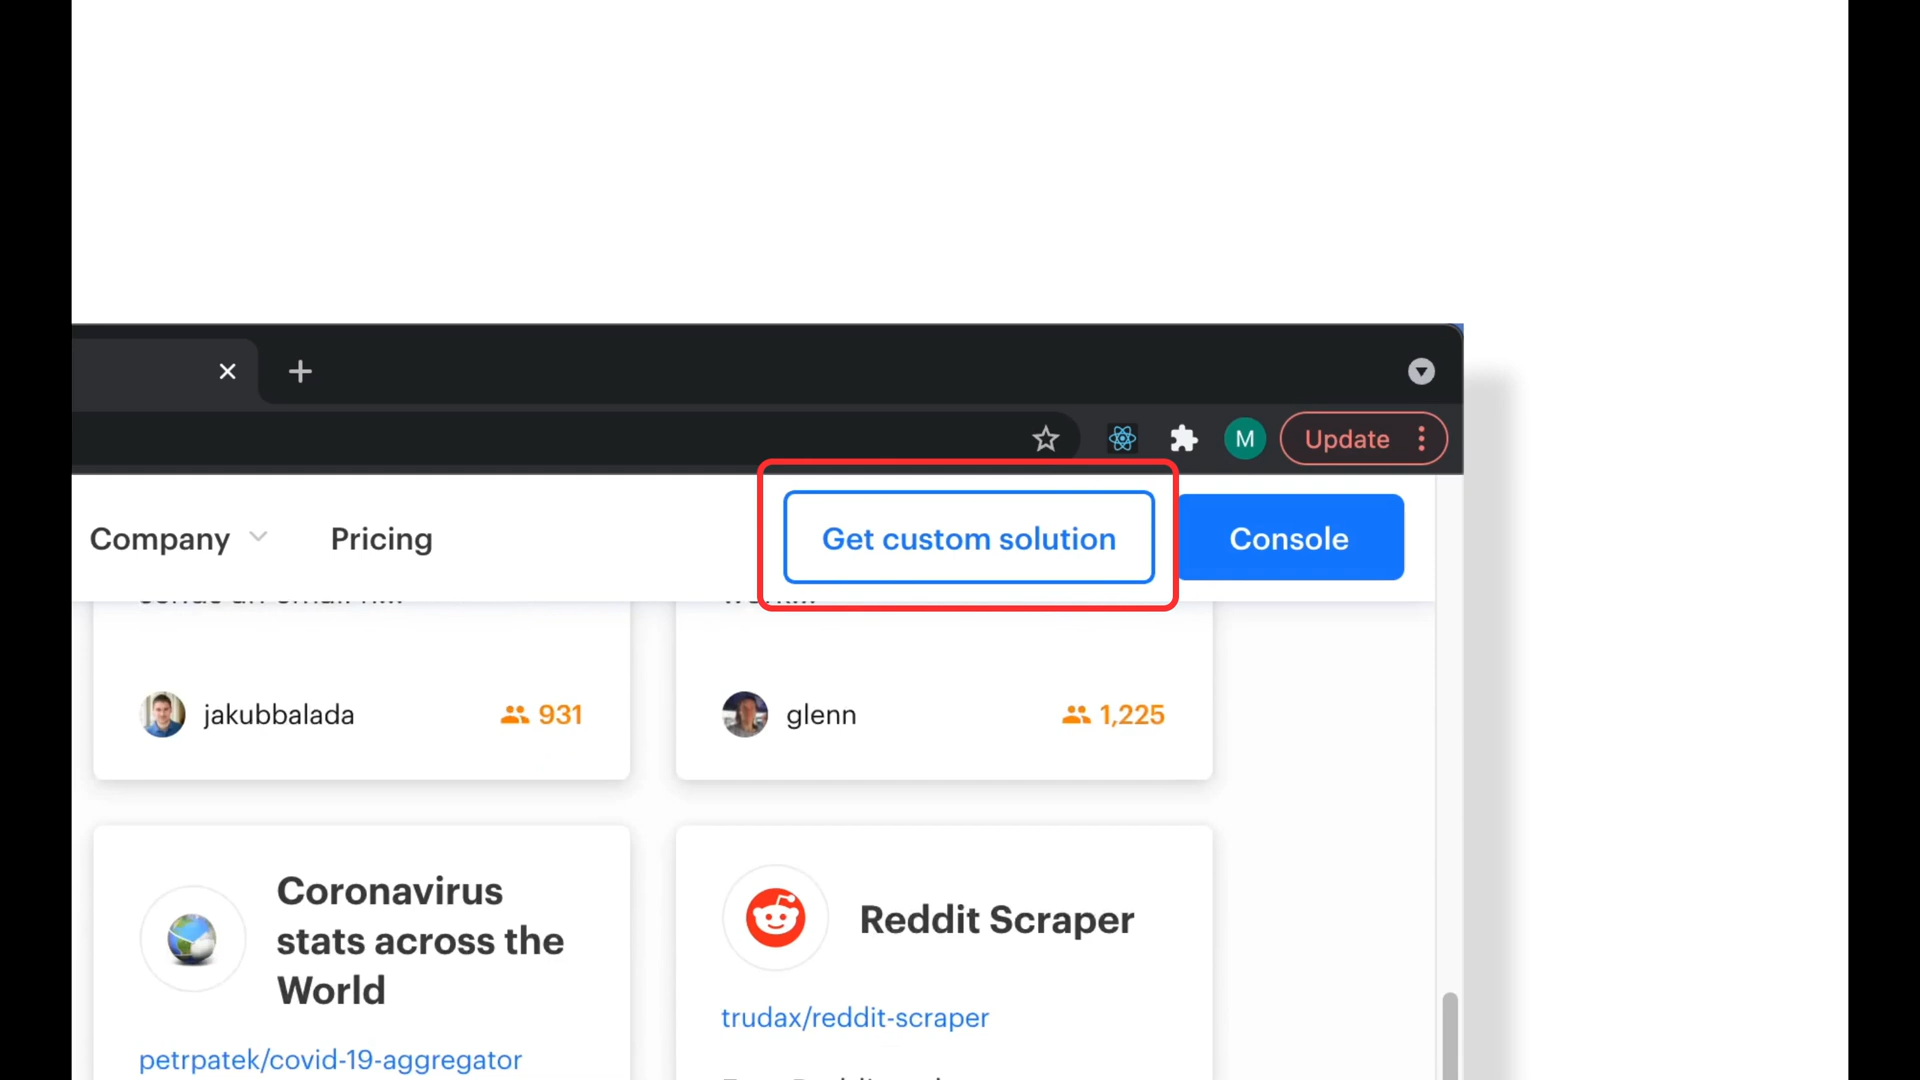 M
Update
Company
Pricing
Get custom solution
Console
jakubbalada
931
glenn
1,225
Coronavirus
stats across the
World
petrpatek/covid-19-aggregator
Reddit Scraper
trudax/reddit-scraper